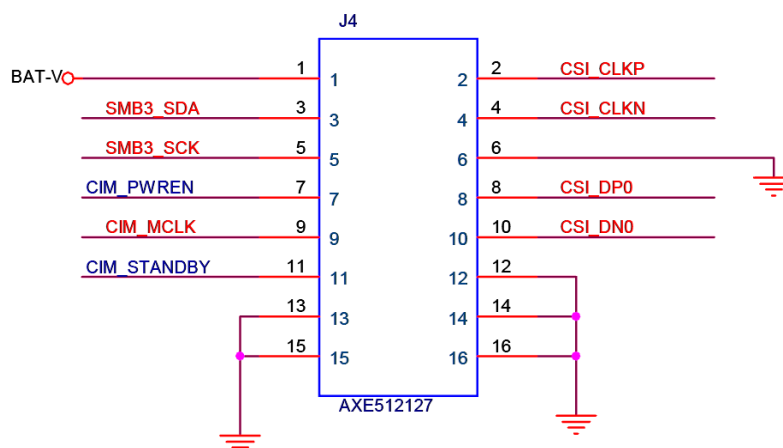 J4
BAT-V 1 1 2 2 CSI_CLKP
SMB3_SDA 3 3 4 4 CSI_CLKN
SMB3_SCK 5 5 6 6
CIM_PWREN 7 7 8 8 CSI_DP0
CIM_MCLK 9 9 10 10 CSI_DN0
CIM_STANDBY 11 11 12 12
13 13 14 14
15 15 16 16
AXE512127